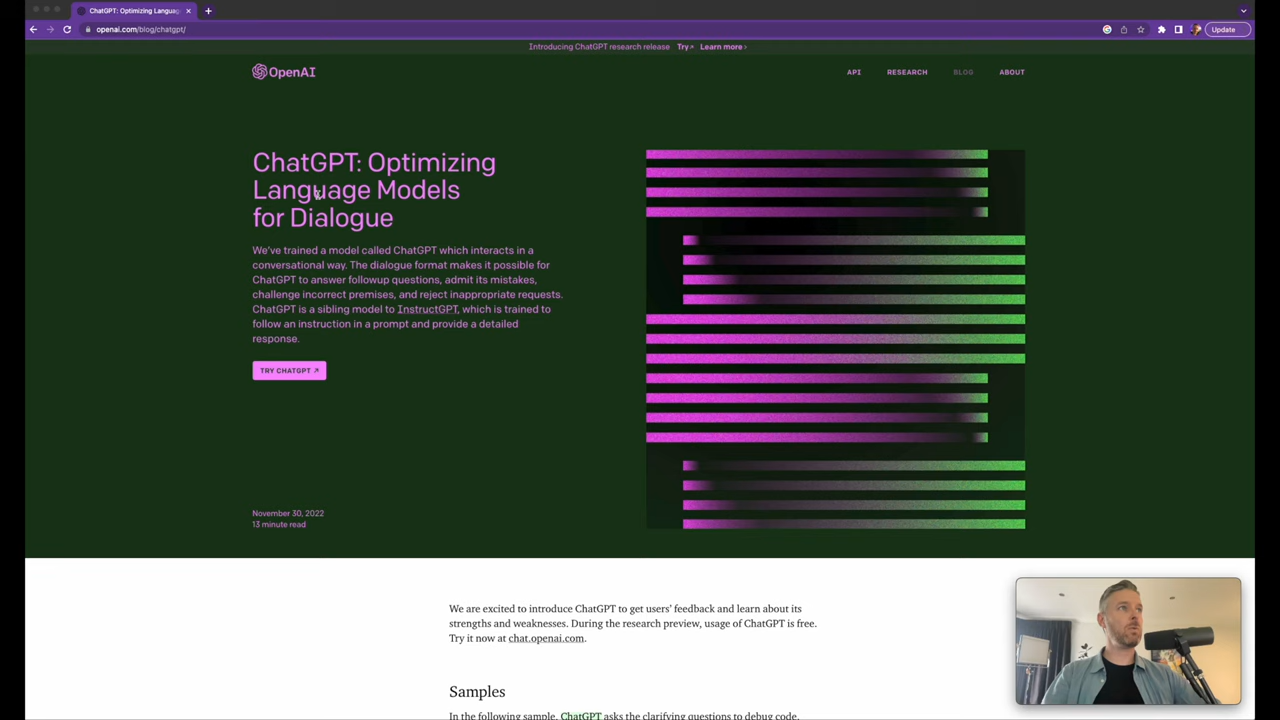 ChatGPT: Optimizing Languag
openai.com/blog/chatgpt/
Update
Introducing ChatGPT research release Try↗ Learn more ›
OpenAI
API RESEARCH BLOG ABOUT
ChatGPT: Optimizing
Language Models
for Dialogue
We've trained a model called ChatGPT which interacts in a
conversational way. The dialogue format makes it possible for
ChatGPT to answer followup questions, admit its mistakes,
challenge incorrect premises, and reject inappropriate requests.
ChatGPT is a sibling model to InstructGPT, which is trained to
follow an instruction in a prompt and provide a detailed
response.
TRY CHATGPT ↗
November 30, 2022
13 minute read
We are excited to introduce ChatGPT to get users' feedback and learn about its
strengths and weaknesses. During the research preview, usage of ChatGPT is free.
Try it now at chat.openai.com.
Samples
In the following sample, ChatGPT asks the clarifying questions to debug code.